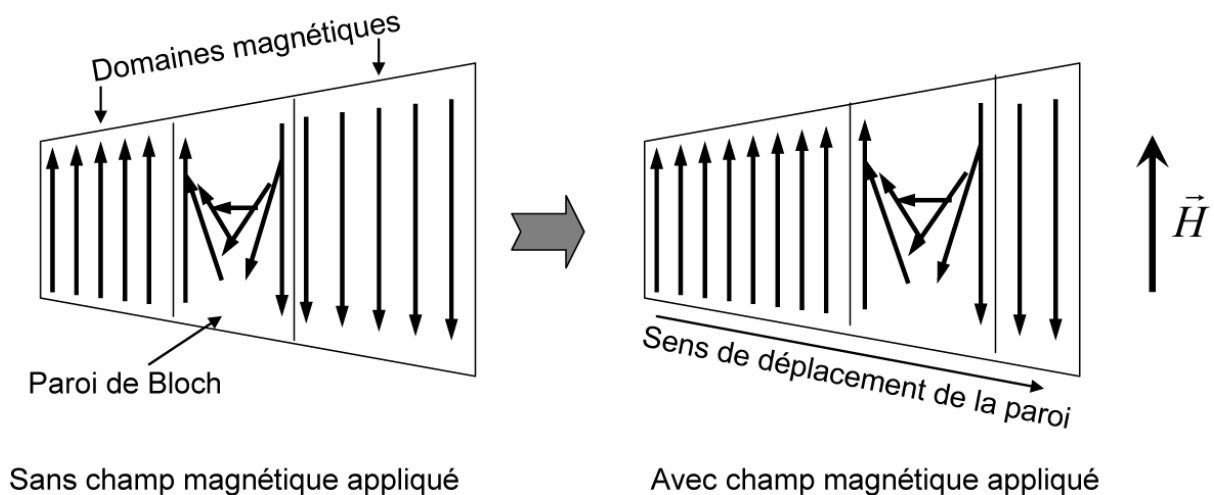 Domaines magnétiques
Paroi de Bloch
Sans champ magnétique appliqué
Sens de déplacement de la paroi
H
Avec champ magnétique appliqué